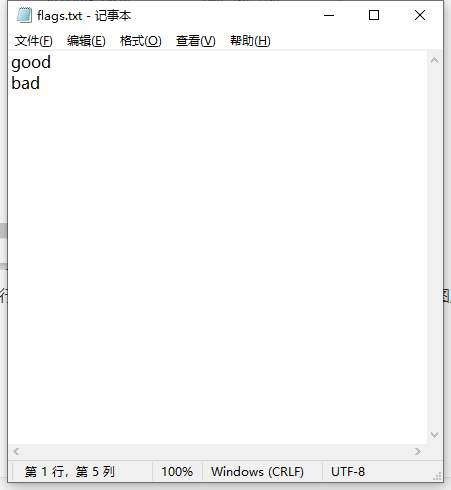 flags.txt - 记事本
文件(F) 编辑(E) 格式(O) 查看(V) 帮助(H)
good
bad
第 1 行，第 5 列 100% Windows (CRLF) UTF-8